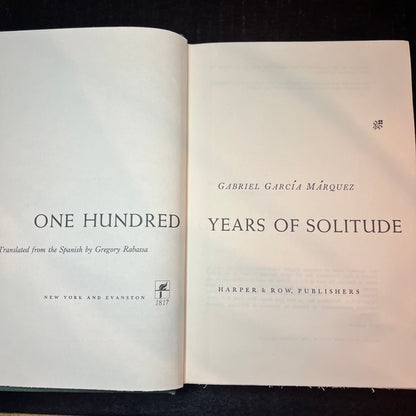 GABRIEL GARCÍA MÁRQUEZ
ONE HUNDRED YEARS OF SOLITUDE
Translated from the Spanish by Gregory Rabassa
NEW YORK AND EVANSTON
1817
HARPER & ROW, PUBLISHERS